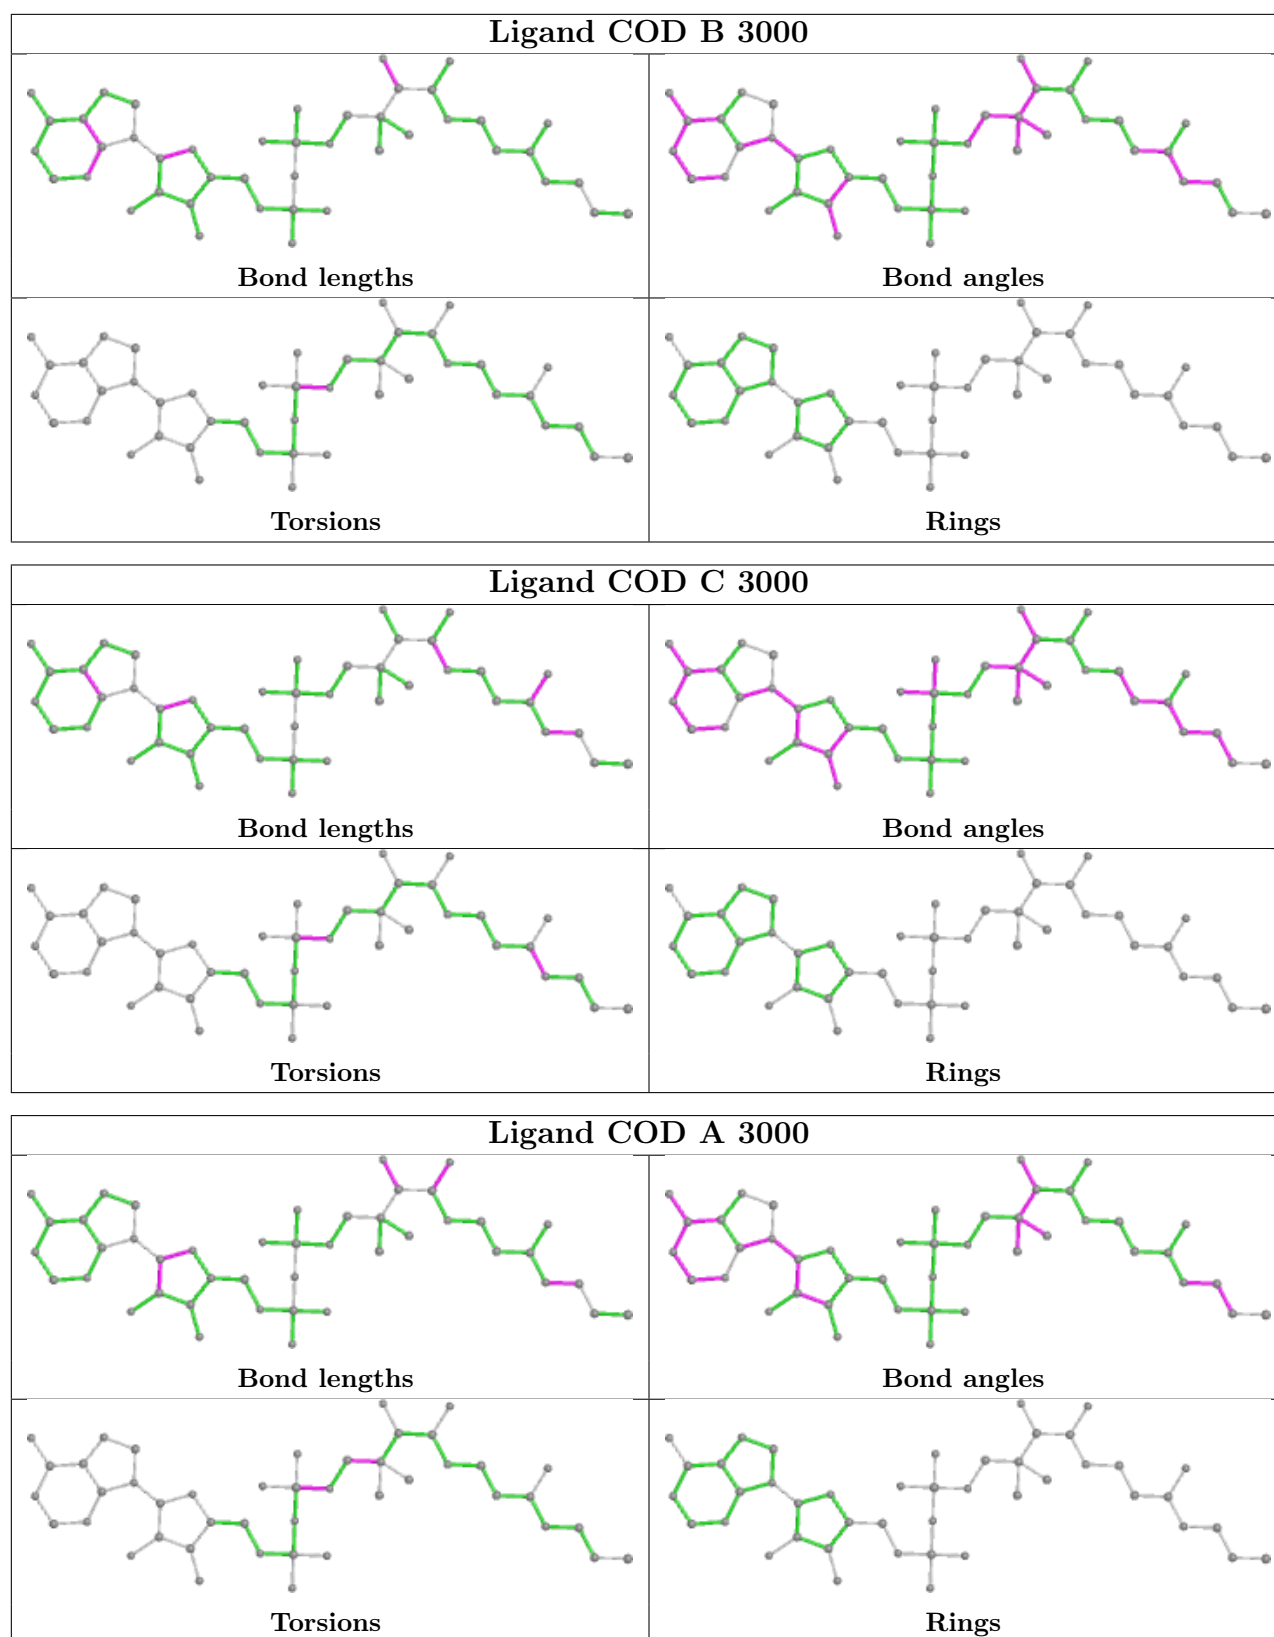 Ligand COD B 3000
Bond lengths
Bond angles
Torsions
Rings
Ligand COD C 3000
Bond lengths
Bond angles
Torsions
Rings
Ligand COD A 3000
Bond lengths
Bond angles
Torsions
Rings